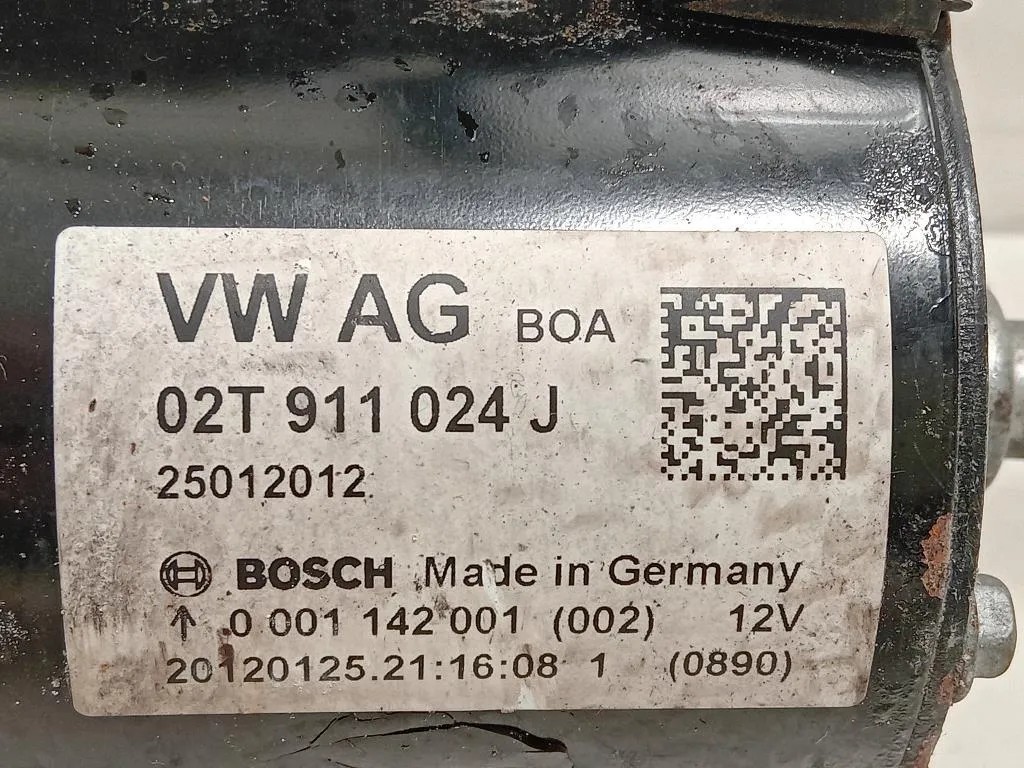 VW AG BOA
02T 911 024 J
25012012
BOSCH Made in Germany
↑ 0 001 142 001 (002) 12V
20120125.21:16:08 1 (0890)